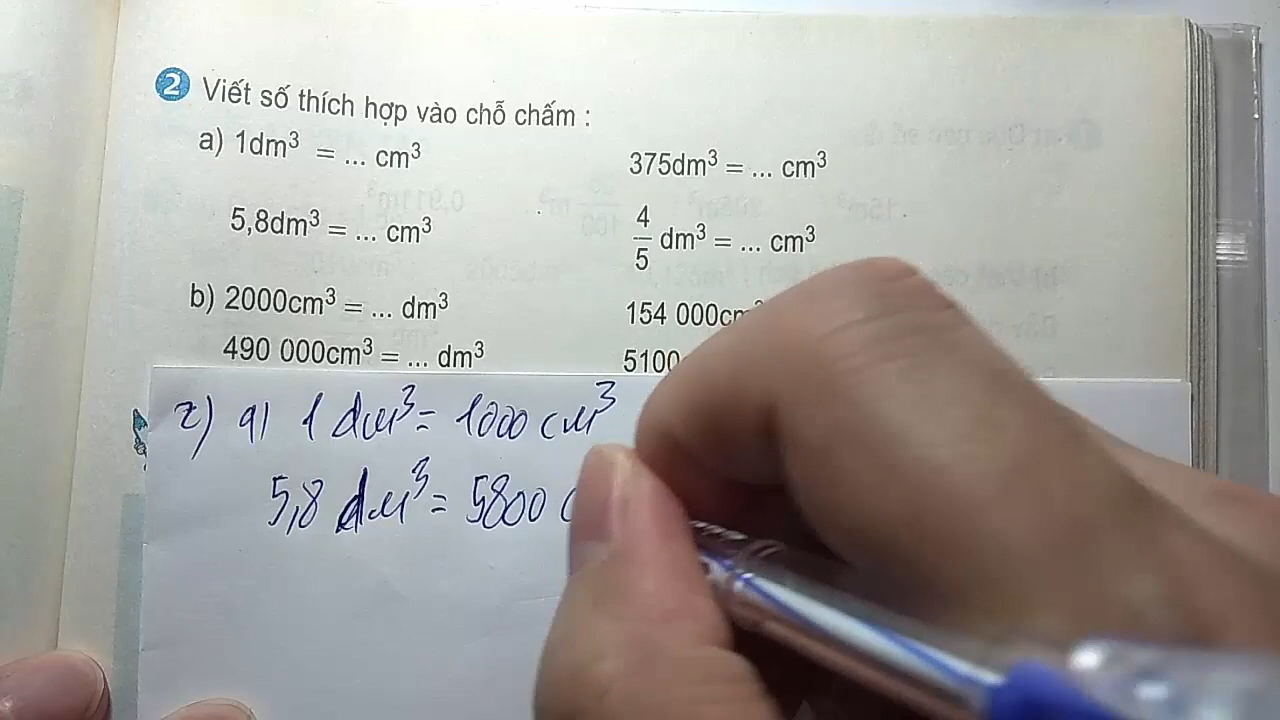 2 Viết số thích hợp vào chỗ chấm :
a) 1dm³ = ... cm³
375dm³ = ... cm³
5,8dm³ = ... cm³
4/5 dm³ = ... cm³
b) 2000cm³ = ... dm³
154 000cm
490 000cm³ = ... dm³
5100
2) a) 1 dm³ = 1000 cm³
5,8 dm³ = 5800 c